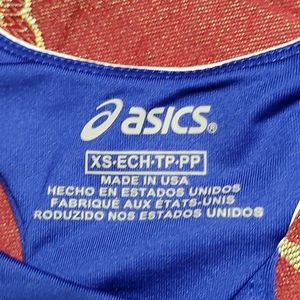 asics®
XS-ECH-TP-PP
MADE IN USA
HECHO EN ESTADOS UNIDOS
FABRIQUÉ AUX ÉTATS-UNIS
RODUZIDO NOS ESTADOS UNIDOS